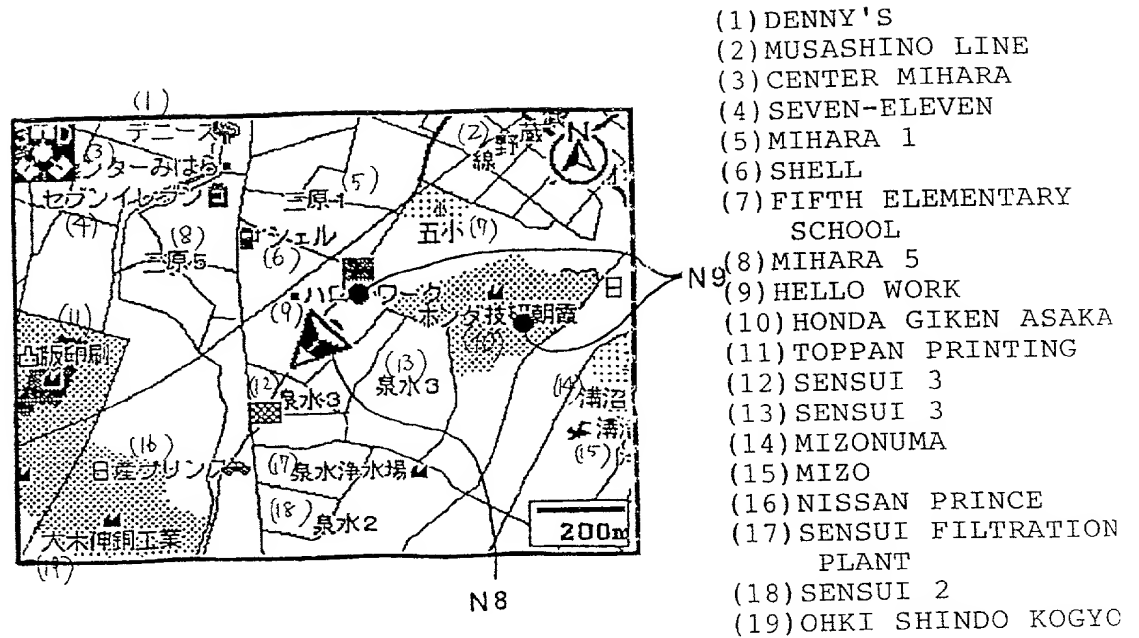 (1)
デニーズ
(2)
野蔵
線
N
(3)
ンターみはら
セブンイレブン
(4)
(5)
三原1
五小 (7)
(8)
三原5
シェル
(6)
(9)
ハローワーク
日
ホンダ技研朝霞
(10)
N9
(11)
凸版印刷
(12)
泉水3
(13)
泉水3
(14)
溝沼
(15)
溝
(16)
日産プリンス
(17) 泉水浄水場
(18) 泉水2
200m
大木伸銅工業
(19)
N8
(1)DENNY'S
(2)MUSASHINO LINE
(3)CENTER MIHARA
(4)SEVEN-ELEVEN
(5)MIHARA 1
(6)SHELL
(7)FIFTH ELEMENTARY
SCHOOL
(8)MIHARA 5
(9)HELLO WORK
(10)HONDA GIKEN ASAKA
(11)TOPPAN PRINTING
(12)SENSUI 3
(13)SENSUI 3
(14)MIZONUMA
(15)MIZO
(16)NISSAN PRINCE
(17)SENSUI FILTRATION
PLANT
(18)SENSUI 2
(19)OHKI SHINDO KOGYO